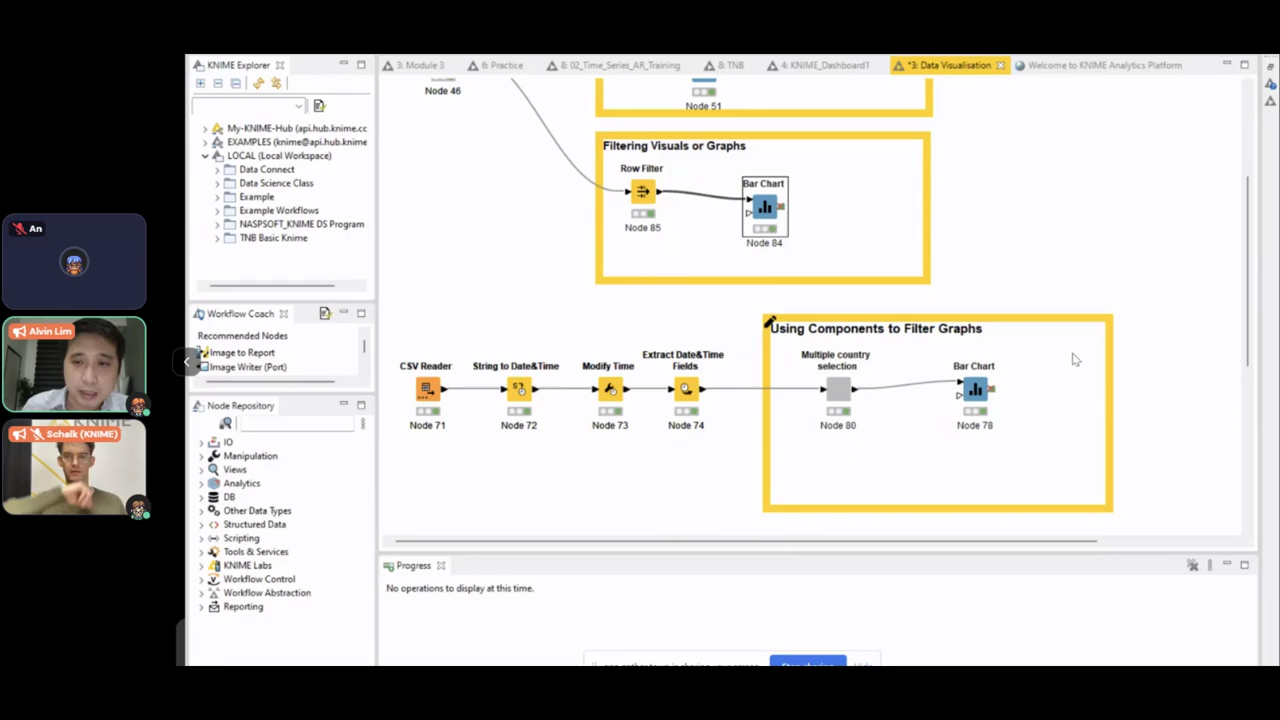 An
Alvin Lim
Schalk (KNIME)
KNIME Explorer
My-KNIME-Hub (api.hub.knime.cc
EXAMPLES (knime@api.hub.knime
LOCAL (Local Workspace)
Data Connect
Data Science Class
Example
Example Workflows
NASPSOFT_KNIME DS Program
TNB Basic Knime
Workflow Coach
Recommended Nodes
Image to Report
Image Writer (Port)
Node Repository
IO
Manipulation
Views
Analytics
DB
Other Data Types
Structured Data
Scripting
Tools & Services
KNIME Labs
Workflow Control
Workflow Abstraction
Reporting
3: Module 3
6: Practice
8: 02_Time_Series_AR_Training
8: TNB
4: KNIME_Dashboard1
*3: Data Visualisation
Welcome to KNIME Analytics Platform
Node 46
Node 51
Filtering Visuals or Graphs
Row Filter
Node 85
Bar Chart
Node 84
Using Components to Filter Graphs
CSV Reader
Node 71
String to Date&Time
Node 72
Modify Time
Node 73
Extract Date&Time
Fields
Node 74
Multiple country
selection
Node 80
Bar Chart
Node 78
Progress
No operations to display at this time.